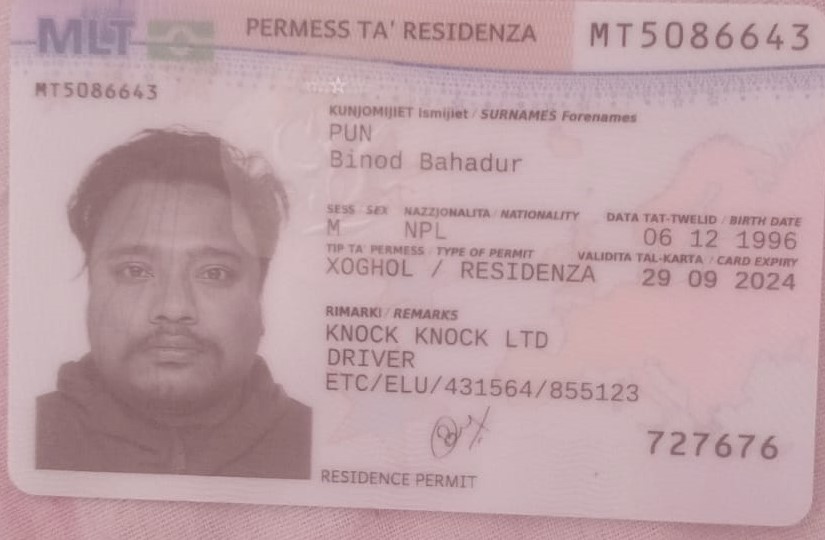 MLT PERMESS TA' RESIDENZA MT5086643
MT5086643
KUNJOMIJIET Ismijiet / SURNAMES Forenames
PUN
Binod Bahadur
SESS / SEX NAZZJONALITA / NATIONALITY DATA TAT-TWELID / BIRTH DATE
M NPL 06 12 1996
TIP TA PERMESS / TYPE OF PERMIT VALIDITA TAL-KARTA / CARD EXPIRY
XOGHOL / RESIDENZA 29 09 2024
RIMARKI / REMARKS
KNOCK KNOCK LTD
DRIVER
ETC/ELU/431564/855123
727676
RESIDENCE PERMIT